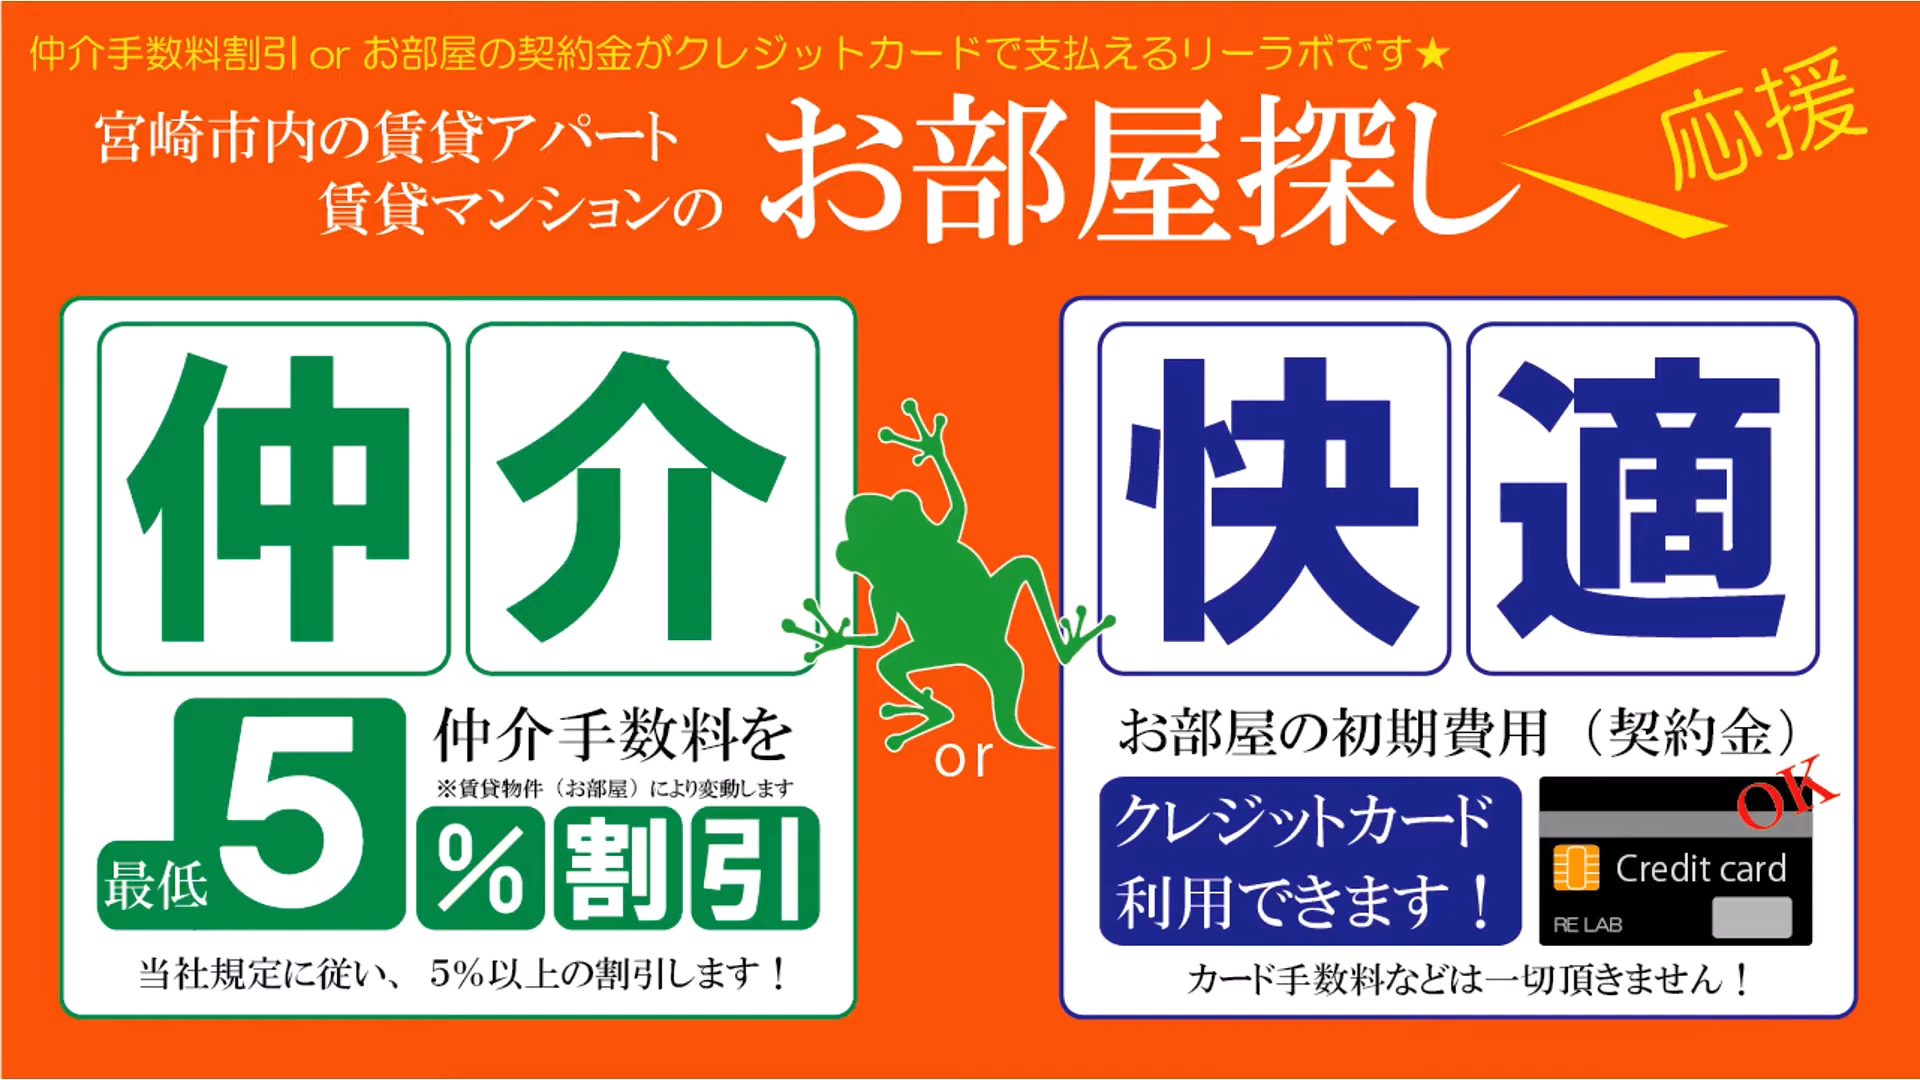 仲介手数料割引 or お部屋の契約金がクレジットカードで支払えるリーラボです★
宮崎市内の賃貸アパート
賃貸マンションの
お部屋探し
応援
仲介
仲介手数料を
※賃貸物件（お部屋）により変動します
最低5%割引
当社規定に従い、5%以上の割引します！
or
快適
お部屋の初期費用（契約金）
クレジットカード
利用できます！
OK
Credit card
RE LAB
カード手数料などは一切頂きません！